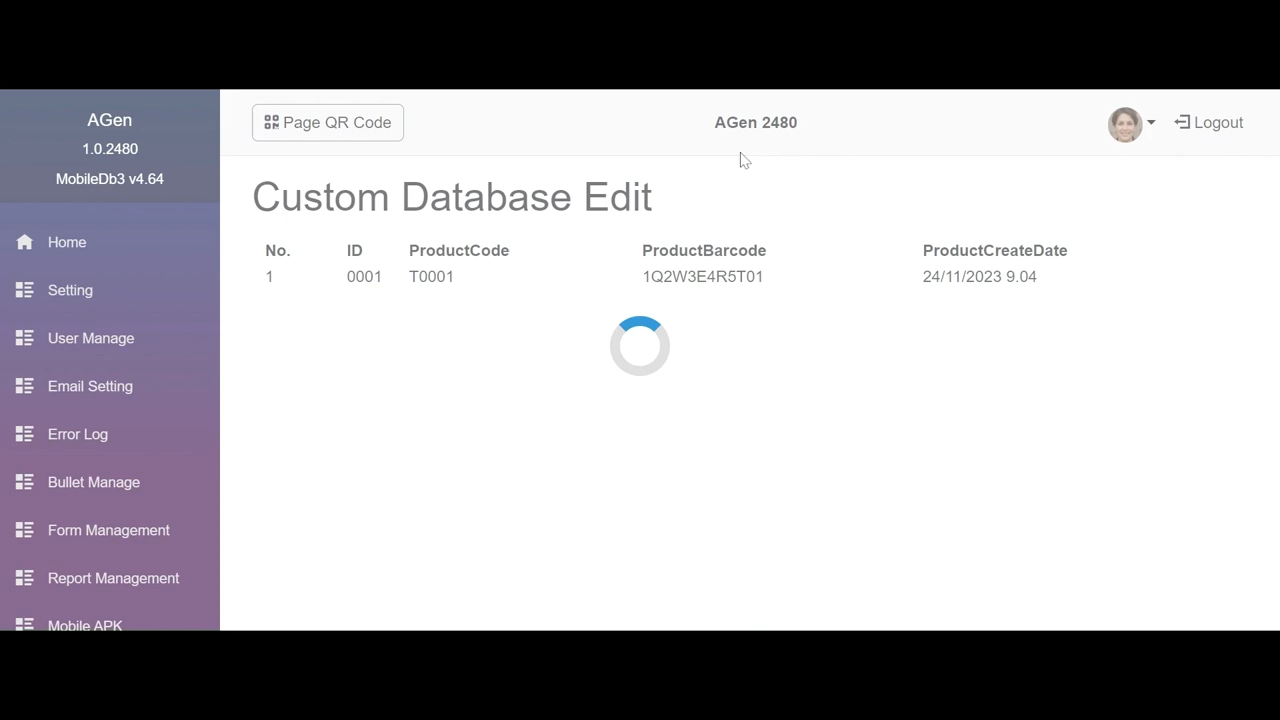 AGen
1.0.2480
MobileDb3 v4.64
Home
Setting
User Manage
Email Setting
Error Log
Bullet Manage
Form Management
Report Management
Mobile APK
Page QR Code
AGen 2480
Logout
Custom Database Edit
No. ID ProductCode ProductBarcode ProductCreateDate
1 0001 T0001 1Q2W3E4R5T01 24/11/2023 9.04